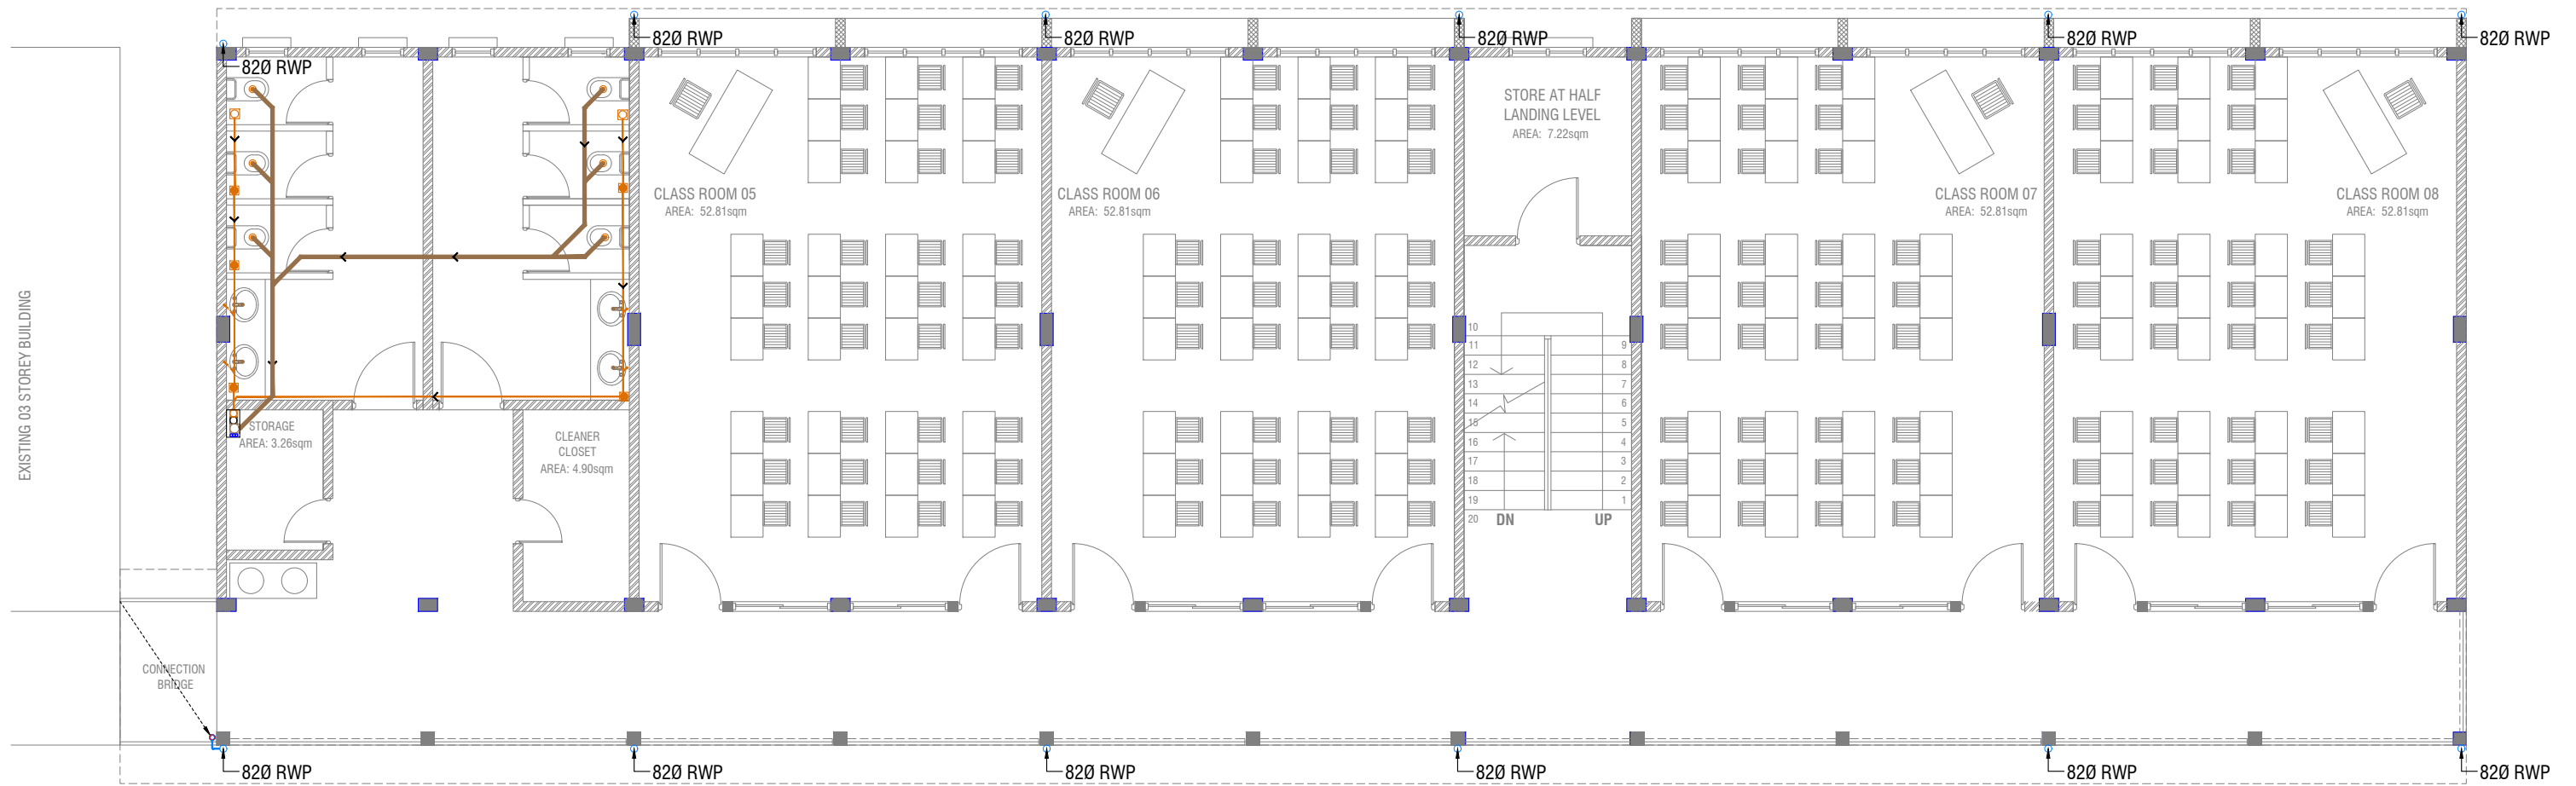 82Ø RWP
82Ø RWP
82Ø RWP
82Ø RWP
82Ø RWP
82Ø RWP
EXISTING 03 STOREY BUILDING
CLASS ROOM 05
AREA: 52.81sqm
CLASS ROOM 06
AREA: 52.81sqm
STORE AT HALF
LANDING LEVEL
AREA: 7.22sqm
CLASS ROOM 07
AREA: 52.81sqm
CLASS ROOM 08
AREA: 52.81sqm
10
11
12
13
14
15
16
17
18
19
20
9
8
7
6
5
4
3
2
1
DN
UP
STORAGE
AREA: 3.26sqm
CLEANER
CLOSET
AREA: 4.90sqm
CONNECTION
BRIDGE
82Ø RWP
82Ø RWP
82Ø RWP
82Ø RWP
82Ø RWP
82Ø RWP